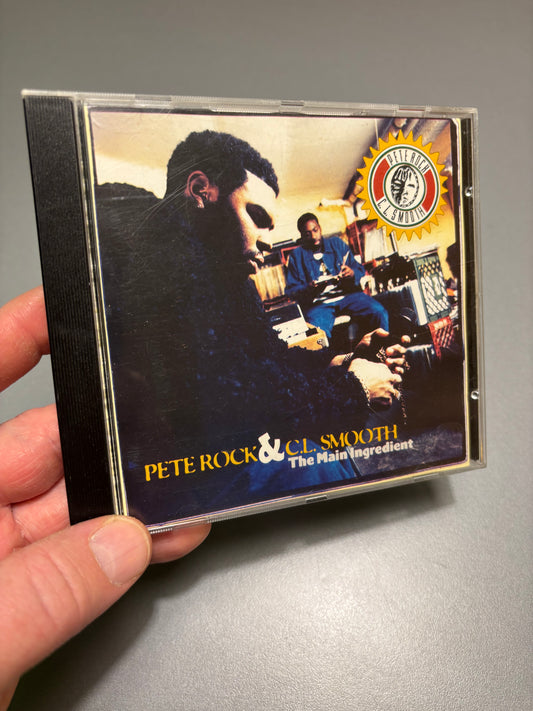 PETE ROCK
C.L. SMOOTH
PETE ROCK & C.L. SMOOTH
The Main Ingredient